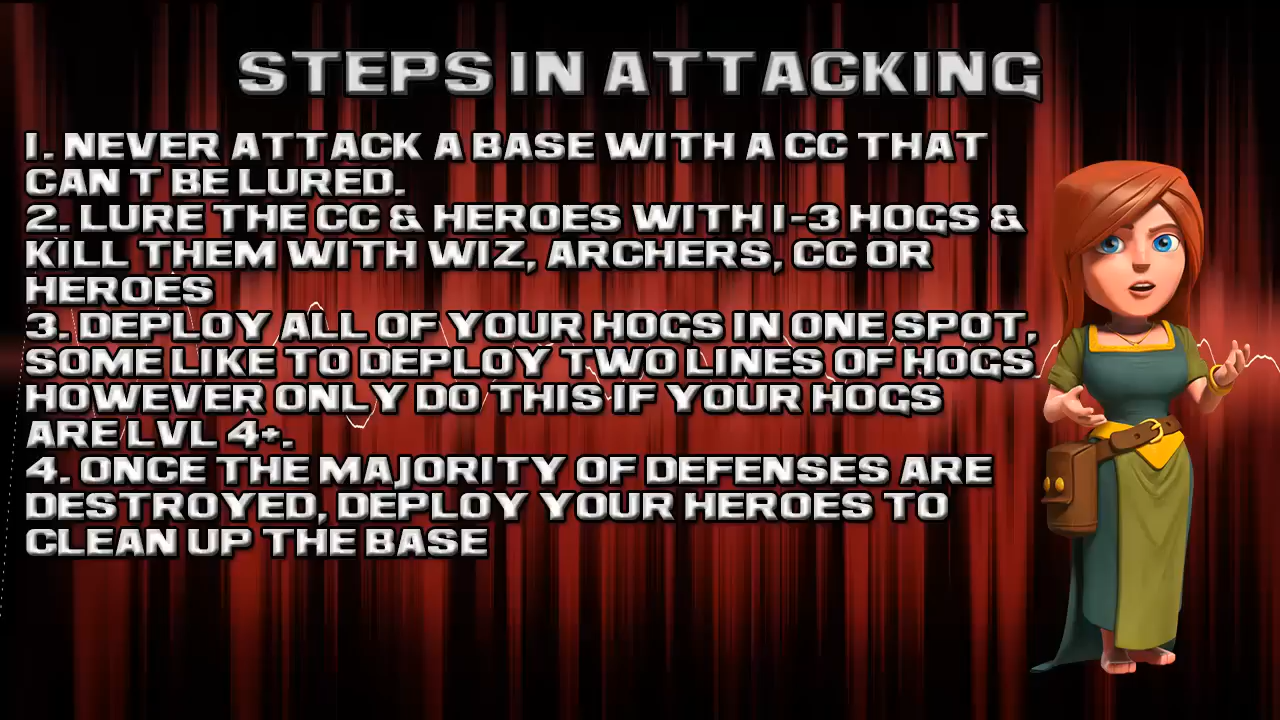 STEPS IN ATTACKING
1. NEVER ATTACK A BASE WITH A CC THAT
CAN T BE LURED.
2. LURE THE CC & HEROES WITH 1-3 HOGS &
KILL THEM WITH WIZ, ARCHERS, CC OR
HEROES
3. DEPLOY ALL OF YOUR HOGS IN ONE SPOT,
SOME LIKE TO DEPLOY TWO LINES OF HOGS
HOWEVER ONLY DO THIS IF YOUR HOGS
ARE LVL 4+.
4. ONCE THE MAJORITY OF DEFENSES ARE
DESTROYED, DEPLOY YOUR HEROES TO
CLEAN UP THE BASE